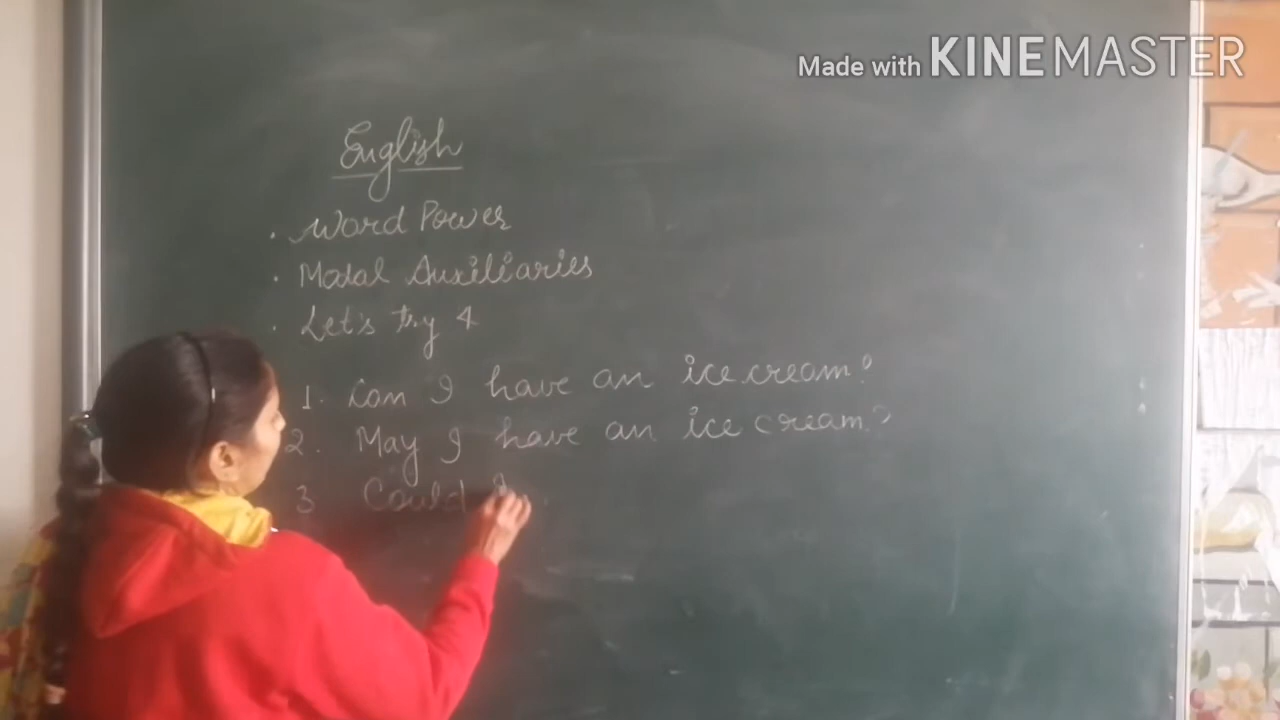 Made with KINEMASTER
English
. Word Power
. Modal Auxiliaries
. Let's try 4
1. Can I have an ice cream?
2. May I have an ice cream?
3 Could I